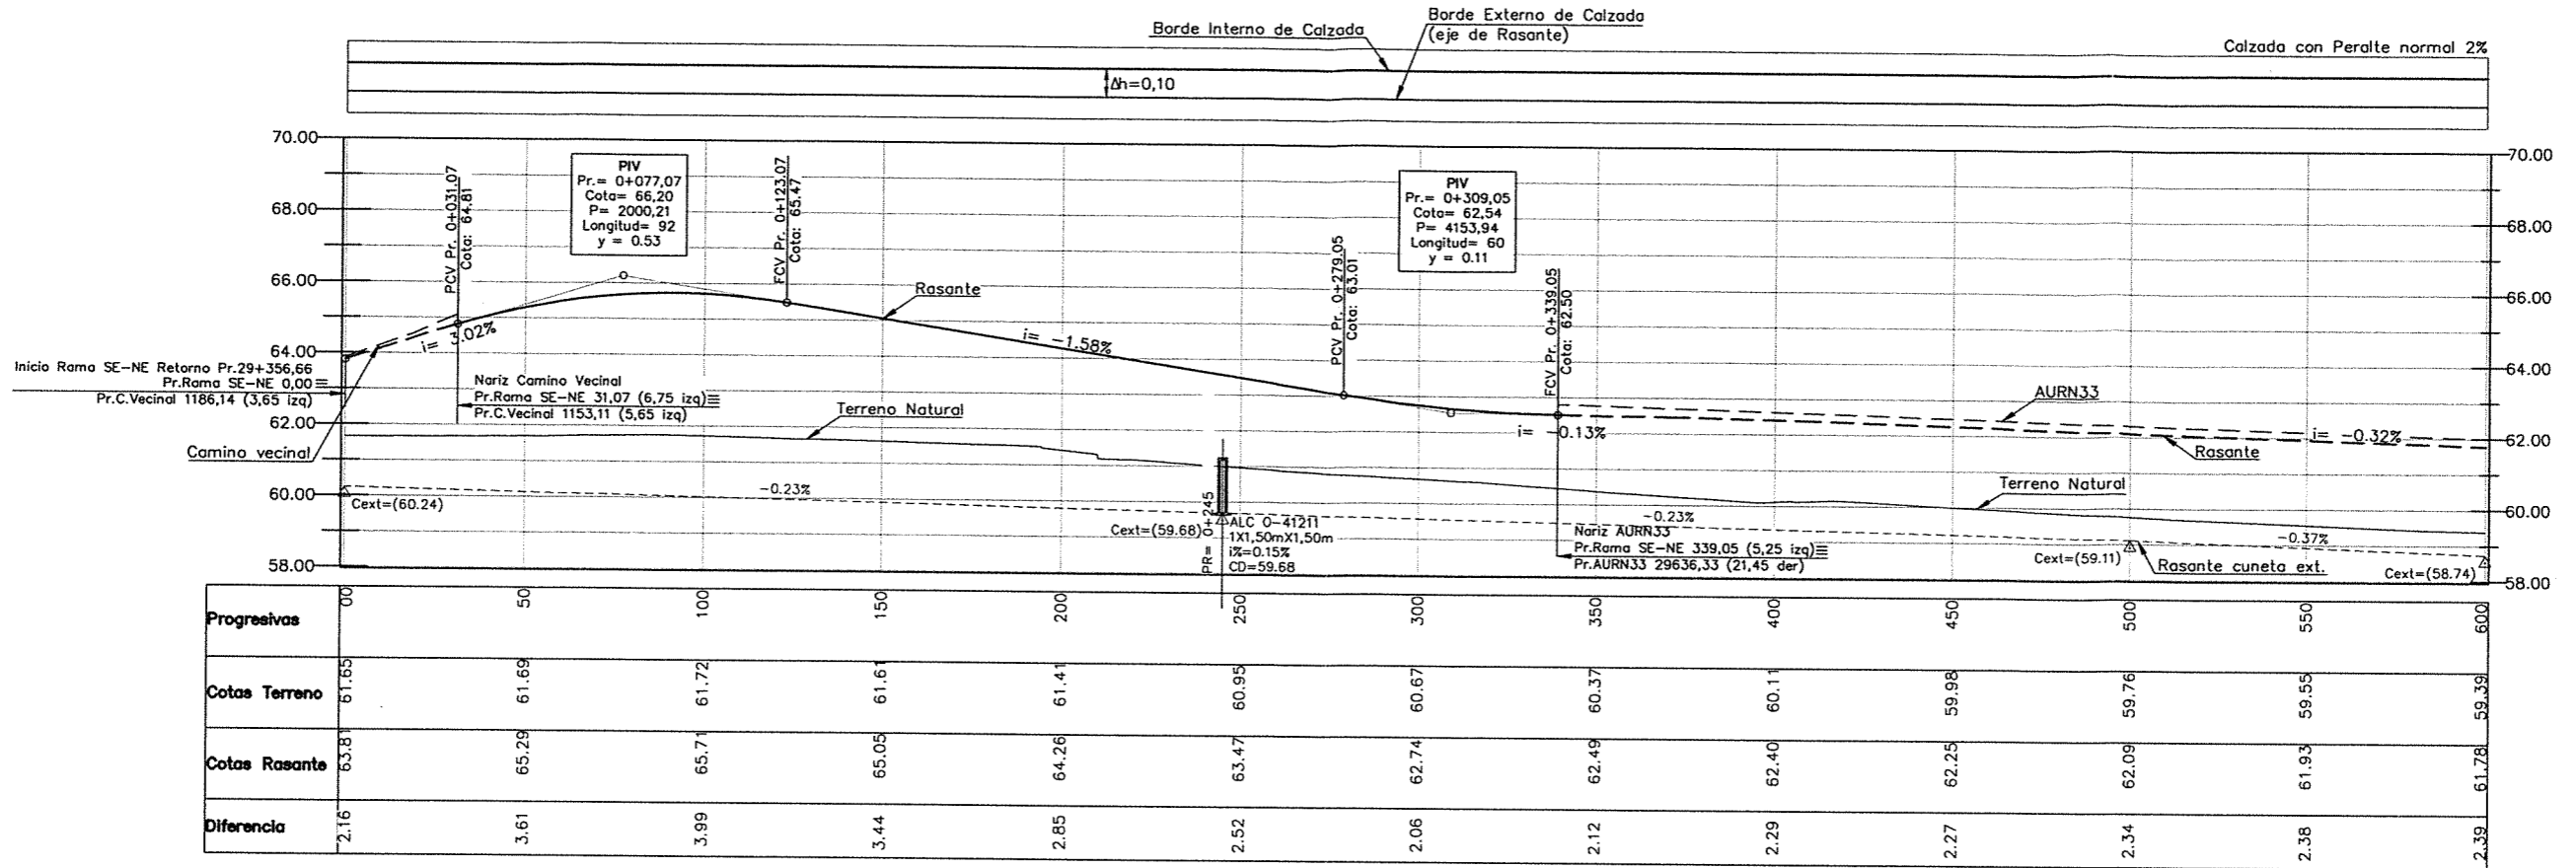 Borde Interno de Calzada
Borde Externo de Calzada
(eje de Rasante)
Calzada con Peralte normal 2%
Δh=0,10
70.00
68.00
66.00
64.00
62.00
60.00
58.00
70.00
68.00
66.00
64.00
62.00
60.00
58.00
PCV Pr. 0+031.07
Cota: 64.81
PIV
Pr.= 0+077,07
Cota= 66,20
P= 2000,21
Longitud= 92
y = 0.53
FCV Pr. 0+123.07
Cota: 65.47
Rasante
i= 3.02%
i= -1.58%
PCV Pr. 0+279.05
Cota: 63.01
PIV
Pr.= 0+309,05
Cota= 62,54
P= 4153,94
Longitud= 60
y = 0.11
FCV Pr. 0+339.05
Cota: 62.50
i= -0.13%
AURN33
i= -0.32%
Rasante
Inicio Rama SE-NE Retorno Pr.29+356,66
Pr.Rama SE-NE 0,00≡
Pr.C.Vecinal 1186,14 (3,65 izq)
Nariz Camino Vecinal
Pr.Rama SE-NE 31,07 (6,75 izq)≡
Pr.C.Vecinal 1153,11 (5,65 izq)
Terreno Natural
Camino vecinal
Cext=(60.24)
-0.23%
Cext=(59.68)
PR= 0+245
ALC O-41211
1X1,50mX1,50m
i%=0.15%
CD=59.68
Nariz AURN33
Pr.Rama SE-NE 339,05 (5,25 izq)≡
Pr.AURN33 29636,33 (21,45 der)
-0.23%
Terreno Natural
-0.37%
Cext=(59.11)
Rasante cuneta ext.
Cext=(58.74)
Progresivas 00 50 100 150 200 250 300 350 400 450 500 550 600
Cotas Terreno 61.65 61.69 61.72 61.61 61.41 60.95 60.67 60.37 60.11 59.98 59.76 59.55 59.39
Cotas Rasante 63.81 65.29 65.71 65.05 64.26 63.47 62.74 62.49 62.40 62.25 62.09 61.93 61.78
Diferencia 2.16 3.61 3.99 3.44 2.85 2.52 2.06 2.12 2.29 2.27 2.34 2.38 2.39